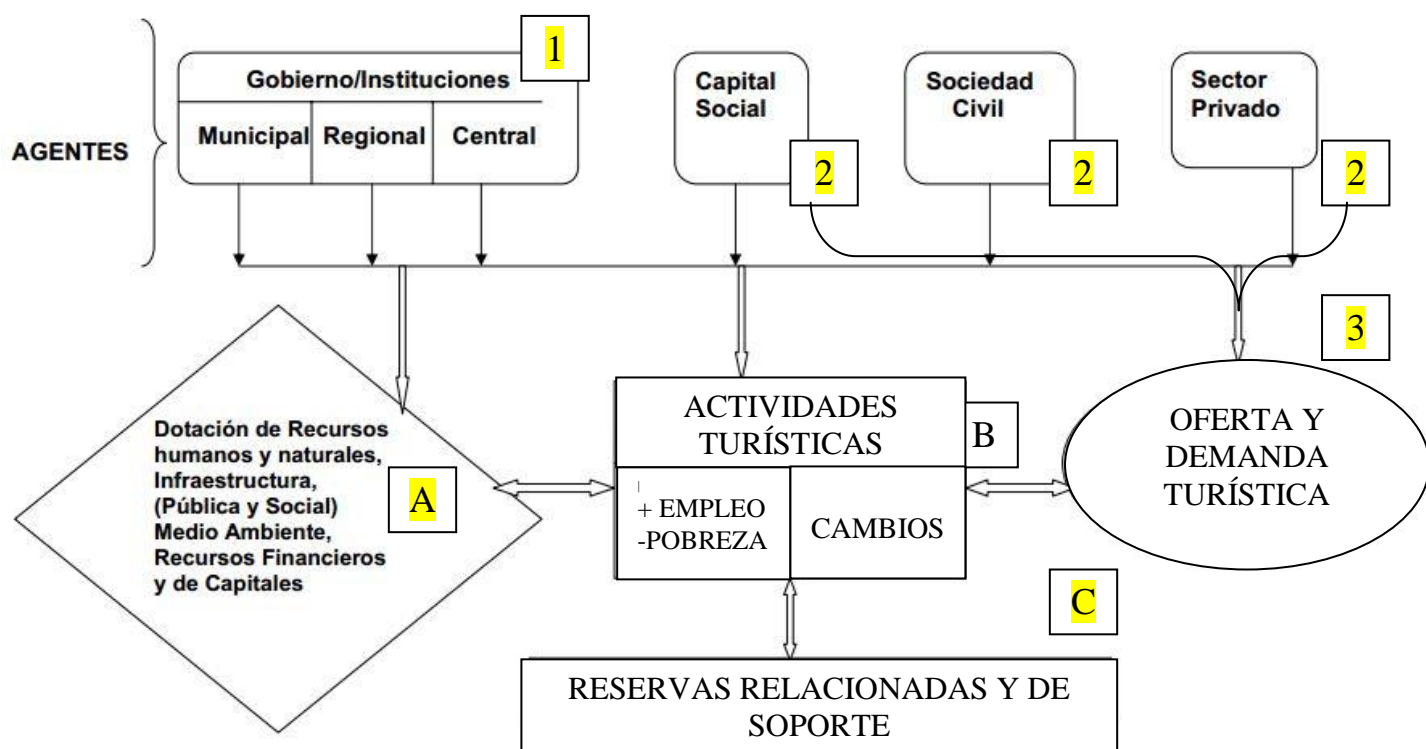 1
Gobierno/Instituciones
Municipal
Regional
Central
Capital
Social
Sociedad
Civil
Sector
Privado
AGENTES
2
2
2
3
Dotación de Recursos
humanos y naturales,
Infraestructura,
(Pública y Social)
Medio Ambiente,
Recursos Financieros
y de Capitales
A
ACTIVIDADES
TURÍSTICAS
B
+ EMPLEO
-POBREZA
CAMBIOS
OFERTA Y
DEMANDA
TURÍSTICA
C
RESERVAS RELACIONADAS Y DE
SOPORTE